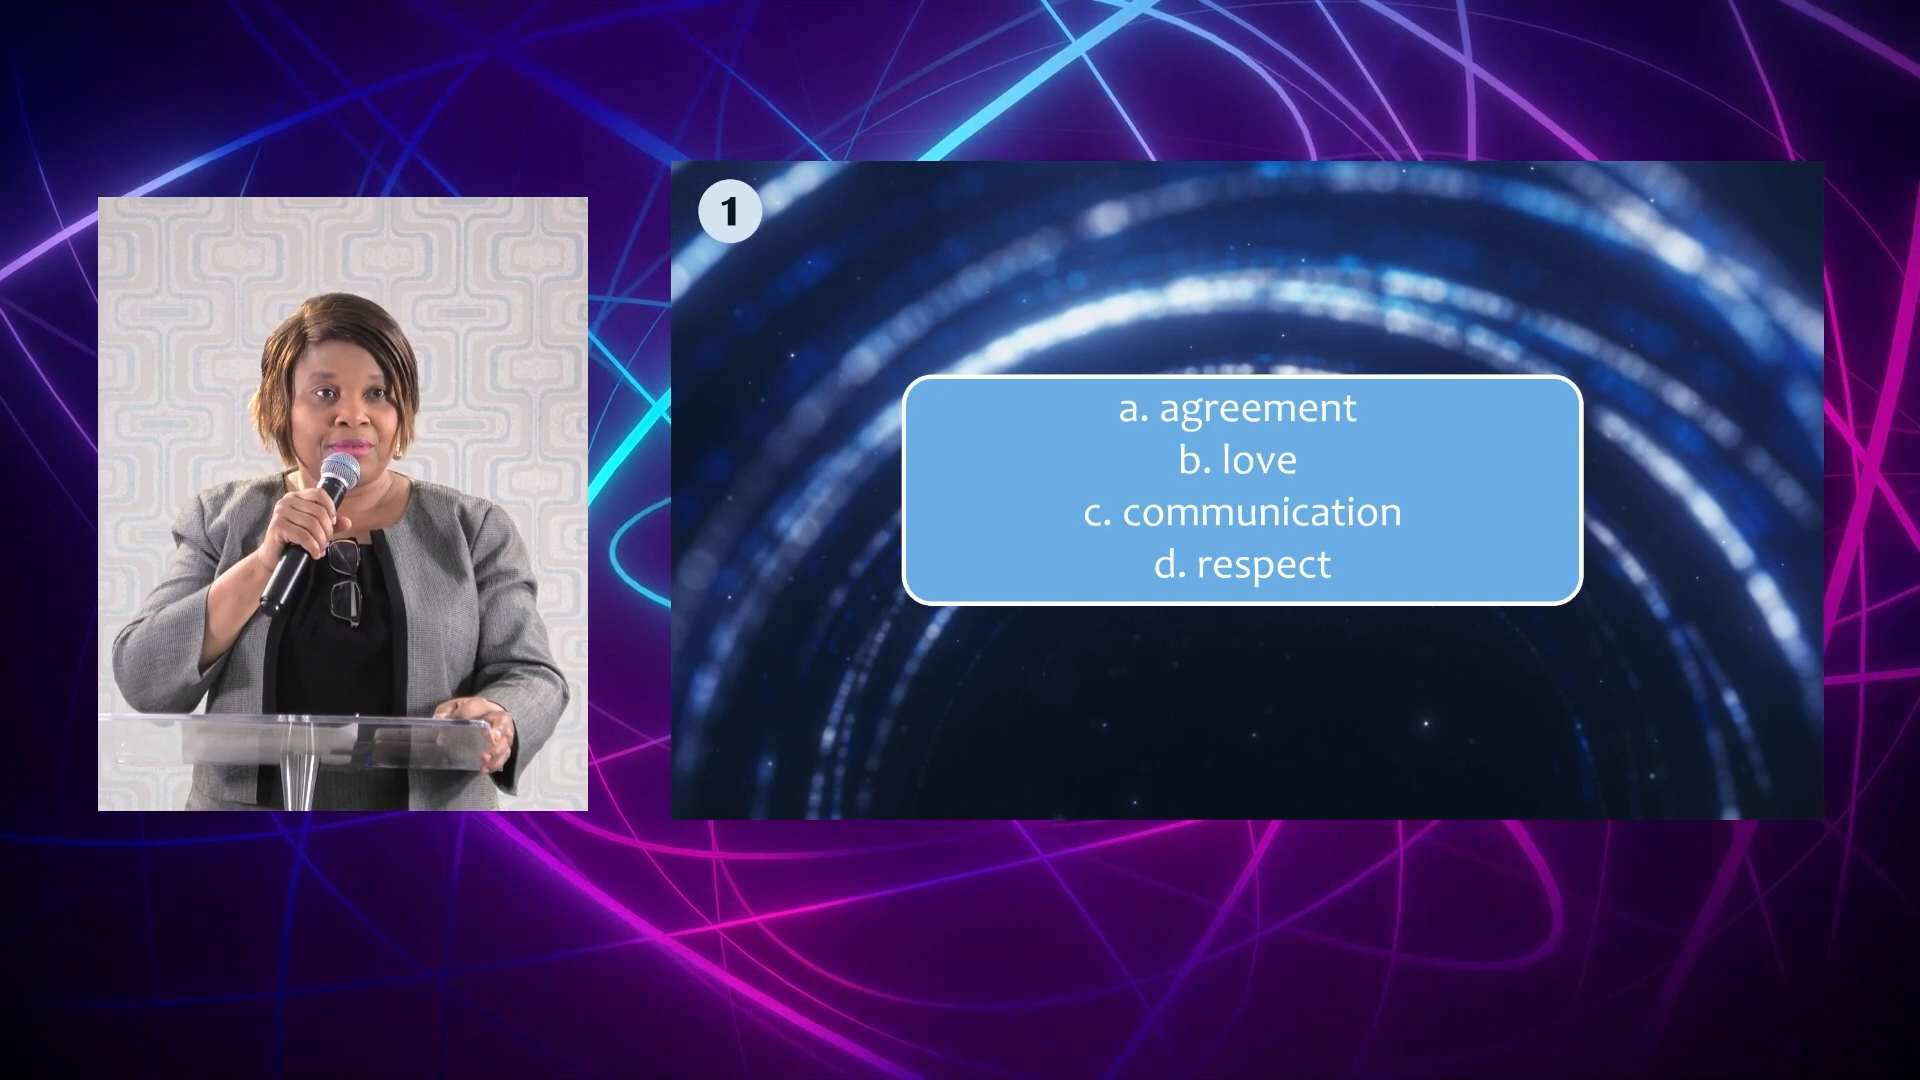 1
a. agreement
b. love
c. communication
d. respect